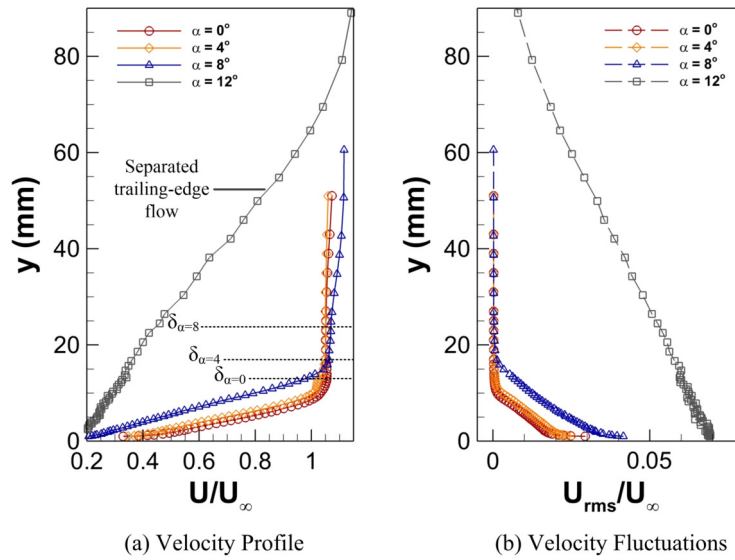 80
60
40
20
0
y (mm)
0.2 0.4 0.6 0.8 1
U/U∞
α = 0°
α = 4°
α = 8°
α = 12°
Separated
trailing-edge
flow
δα=8
δα=4
δα=0
(a) Velocity Profile
80
60
40
20
0
y (mm)
0 0.05
Urms/U∞
α = 0°
α = 4°
α = 8°
α = 12°
(b) Velocity Fluctuations